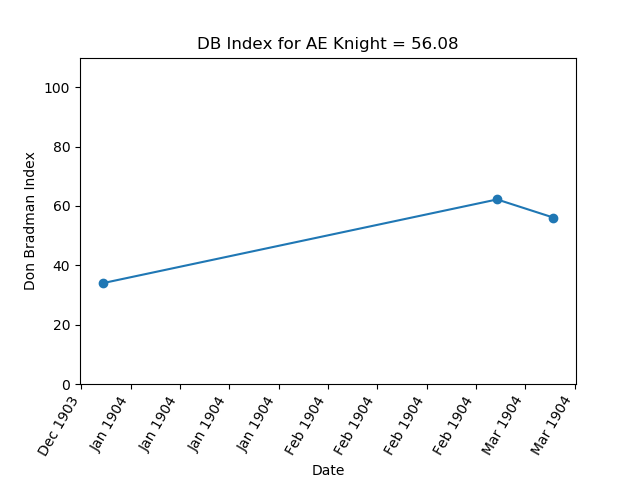 DB Index for AE Knight = 56.08
100
80
60
40
20
0
Don Bradman Index
Dec 1903
Jan 1904
Jan 1904
Jan 1904
Jan 1904
Feb 1904
Feb 1904
Feb 1904
Feb 1904
Mar 1904
Mar 1904
Date